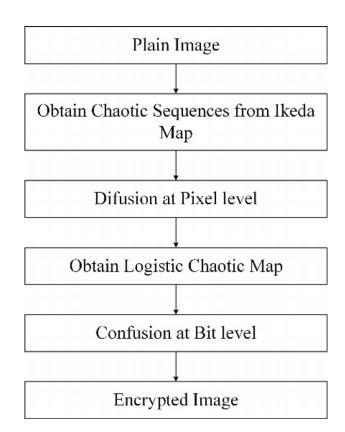 Plain Image
Obtain Chaotic Sequences from Ikeda
Map
Difusion at Pixel level
Obtain Logistic Chaotic Map
Confusion at Bit level
Encrypted Image